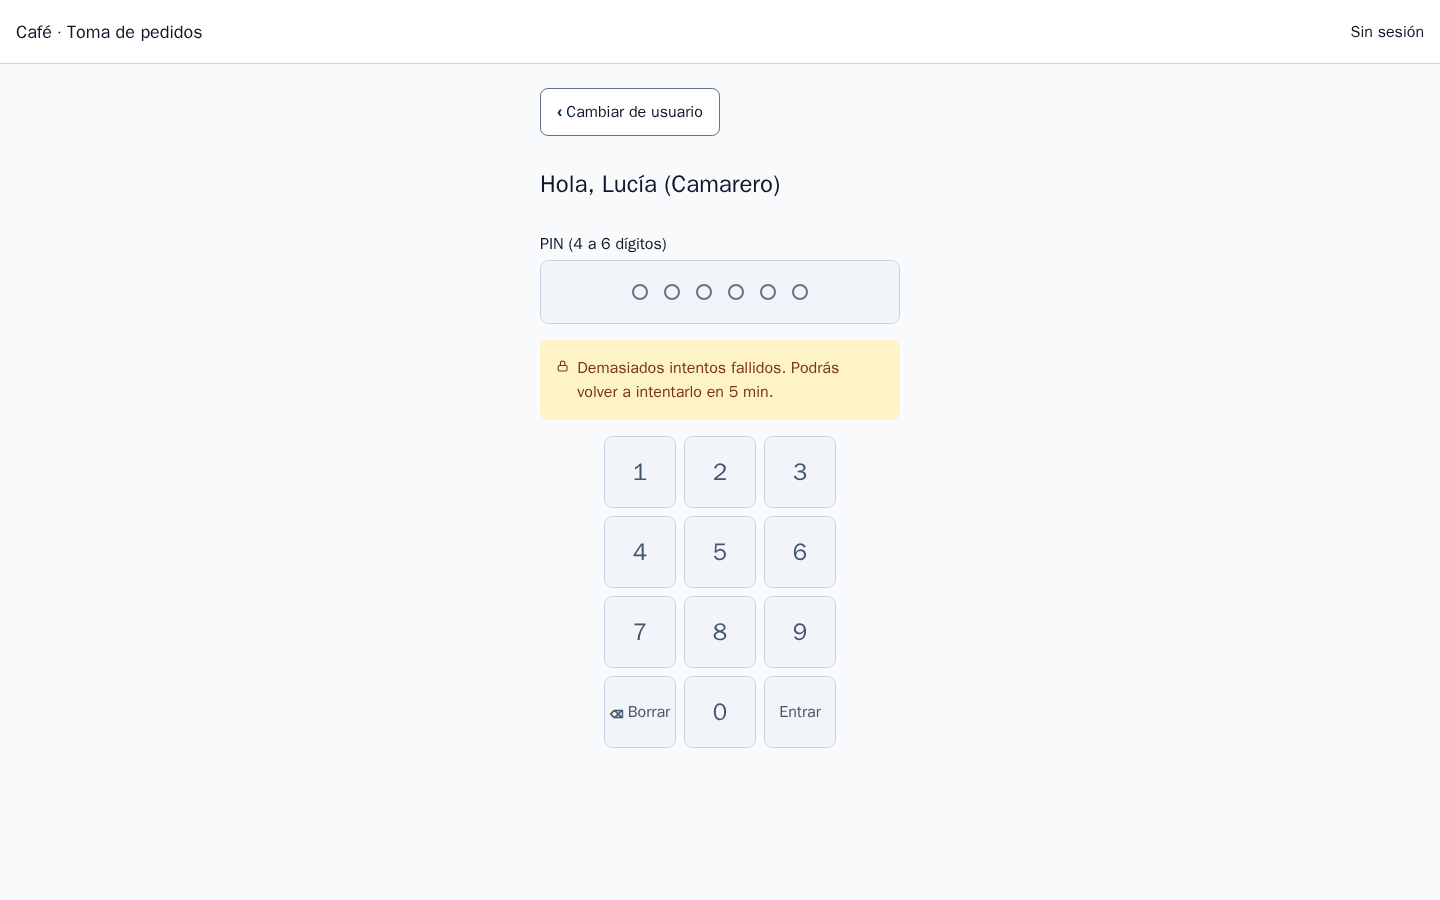 Café · Toma de pedidos
Sin sesión
‹ Cambiar de usuario
Hola, Lucía (Camarero)
PIN (4 a 6 dígitos)
Demasiados intentos fallidos. Podrás
volver a intentarlo en 5 min.
1 2 3
4 5 6
7 8 9
⌫ Borrar 0 Entrar